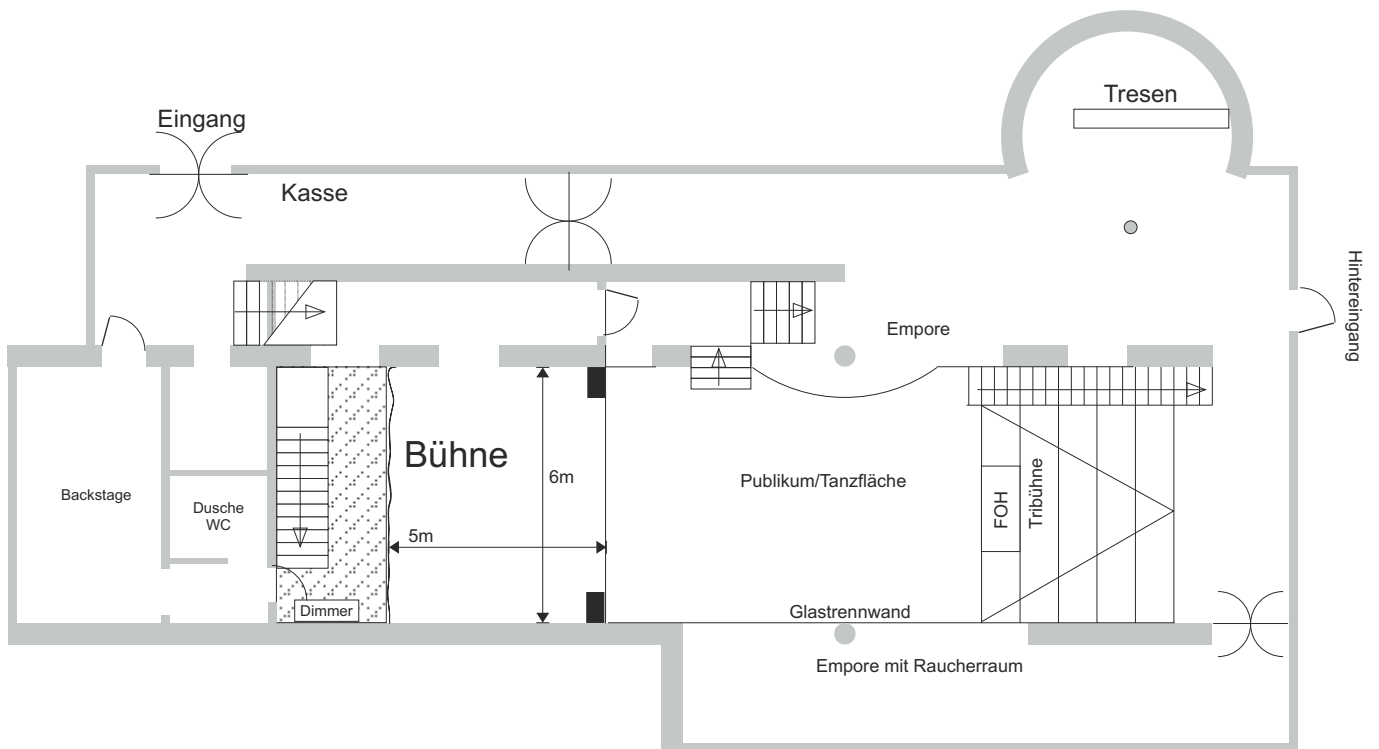 Tresen
Eingang
Kasse
Hintereingang
Empore
Bühne
6m
Publikum/Tanzfläche
Backstage
Dusche
WC
FOH
Tribühne
5m
Dimmer
Glastrennwand
Empore mit Raucherraum